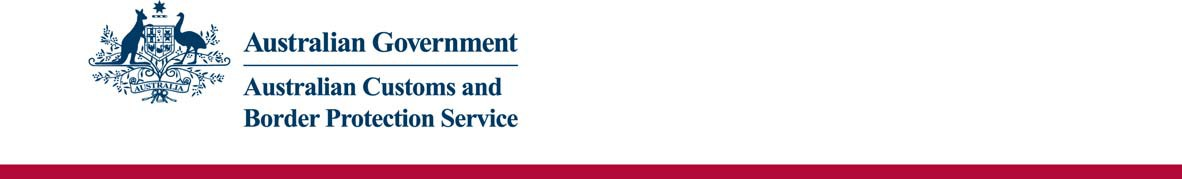 AUSTRALIA
Australian Government
Australian Customs and
Border Protection Service